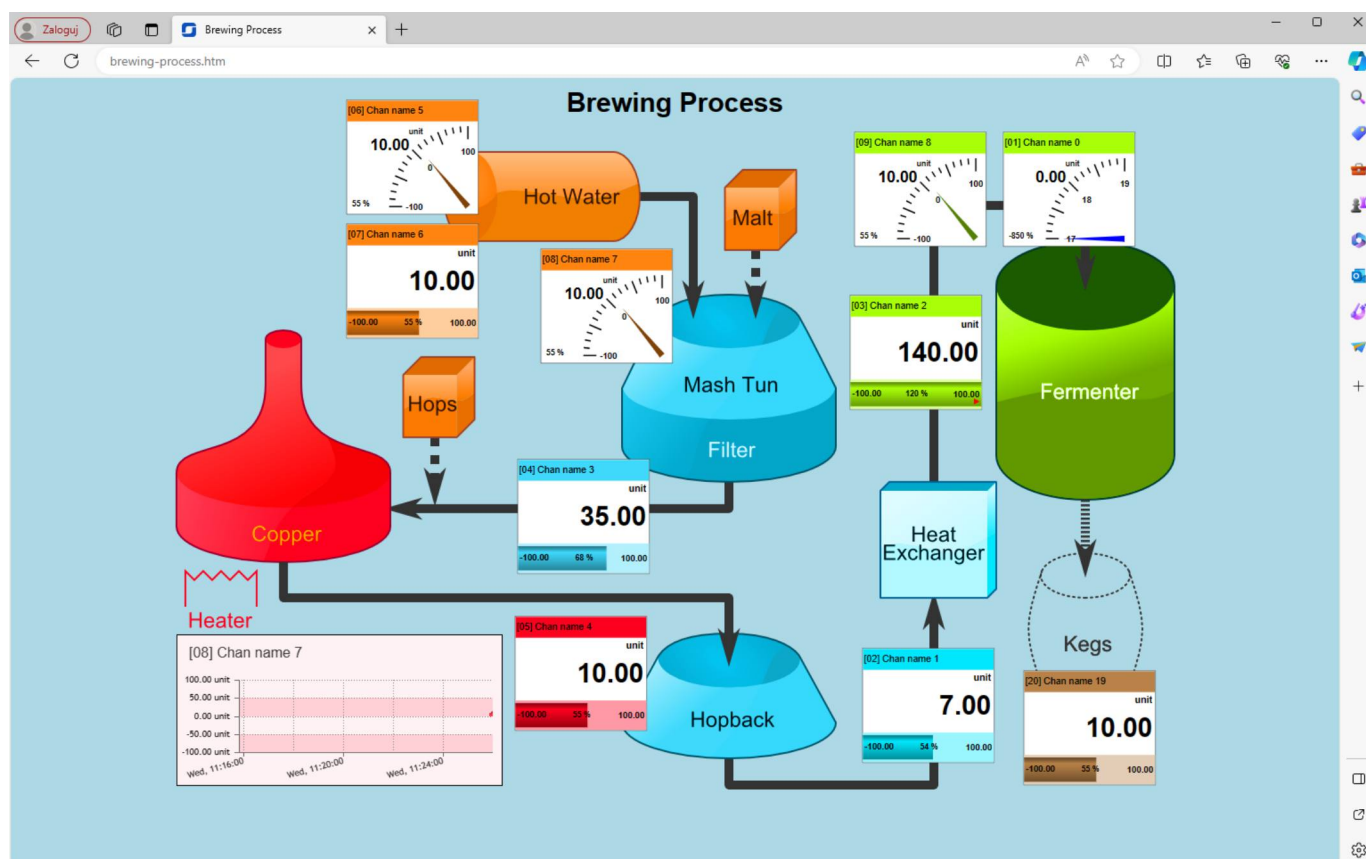 Zaloguj
Brewing Process
brewing-process.htm
Brewing Process
[06] Chan name 5
unit
10.00
100
0
55 %
-100
Hot Water
[07] Chan name 6
unit
10.00
-100.00 55 % 100.00
Malt
[08] Chan name 7
unit
10.00
100
0
55 %
-100
Mash Tun
Filter
Hops
[04] Chan name 3
unit
35.00
-100.00 68 % 100.00
Copper
Heater
[08] Chan name 7
100.00 unit
50.00 unit
0.00 unit
-50.00 unit
-100.00 unit
Wed, 11:16:00
Wed, 11:20:00
Wed, 11:24:00
[05] Chan name 4
unit
10.00
-100.00 55 % 100.00
Hopback
[02] Chan name 1
unit
7.00
-100.00 54 % 100.00
Heat
Exchanger
[03] Chan name 2
unit
140.00
-100.00 120 % 100.00
[09] Chan name 8
unit
10.00
100
0
55 %
-100
[01] Chan name 0
unit
0.00
19
18
-850 %
17
Fermenter
Kegs
[20] Chan name 19
unit
10.00
-100.00 55 % 100.00